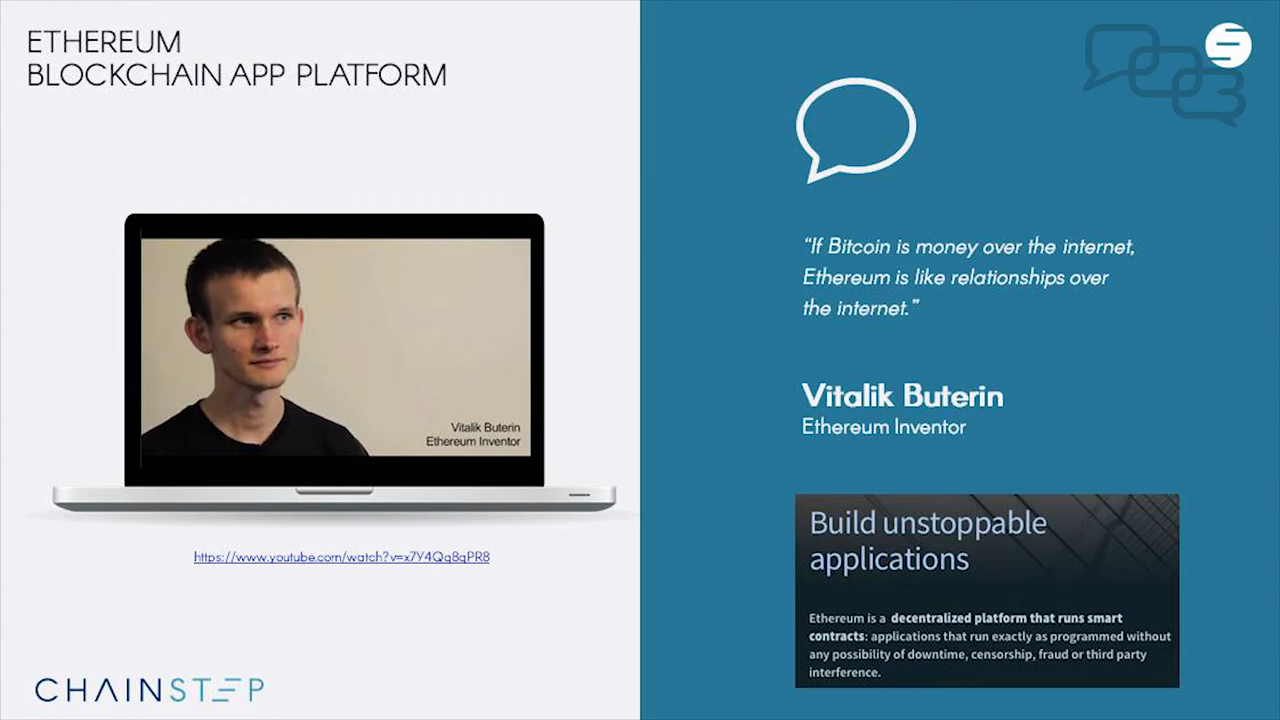 ETHEREUM
BLOCKCHAIN APP PLATFORM
Vitalik Buterin
Ethereum Inventor
https://www.youtube.com/watch?v=x7Y4Qq8qPR8
CHAINSTEP
“If Bitcoin is money over the internet,
Ethereum is like relationships over
the internet.”
Vitalik Buterin
Ethereum Inventor
Build unstoppable
applications
Ethereum is a decentralized platform that runs smart
contracts: applications that run exactly as programmed without
any possibility of downtime, censorship, fraud or third party
interference.